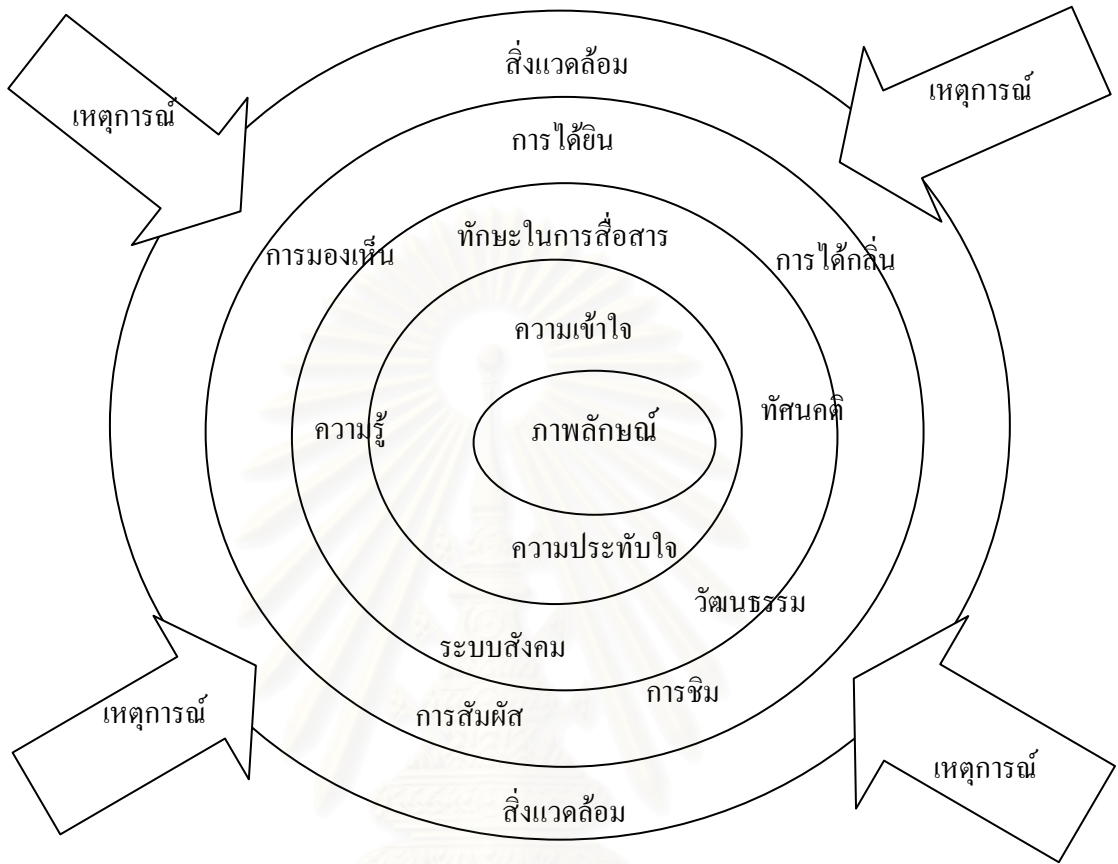 สิ่งแวดล้อม
เหตุการณ์
เหตุการณ์
การได้ยิน
ทักษะในการสื่อสาร
การมองเห็น
การได้กลิ่น
ความเข้าใจ
ทัศนคติ
ความรู้
ภาพลักษณ์
ความประทับใจ
วัฒนธรรม
ระบบสังคม
การชิม
การสัมผัส
เหตุการณ์
เหตุการณ์
สิ่งแวดล้อม